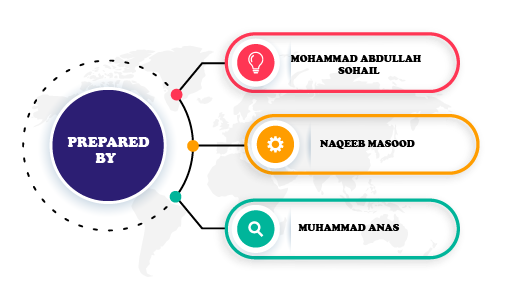 PREPARED
BY
MOHAMMAD ABDULLAH
SOHAIL
NAQEEB MASOOD
MUHAMMAD ANAS